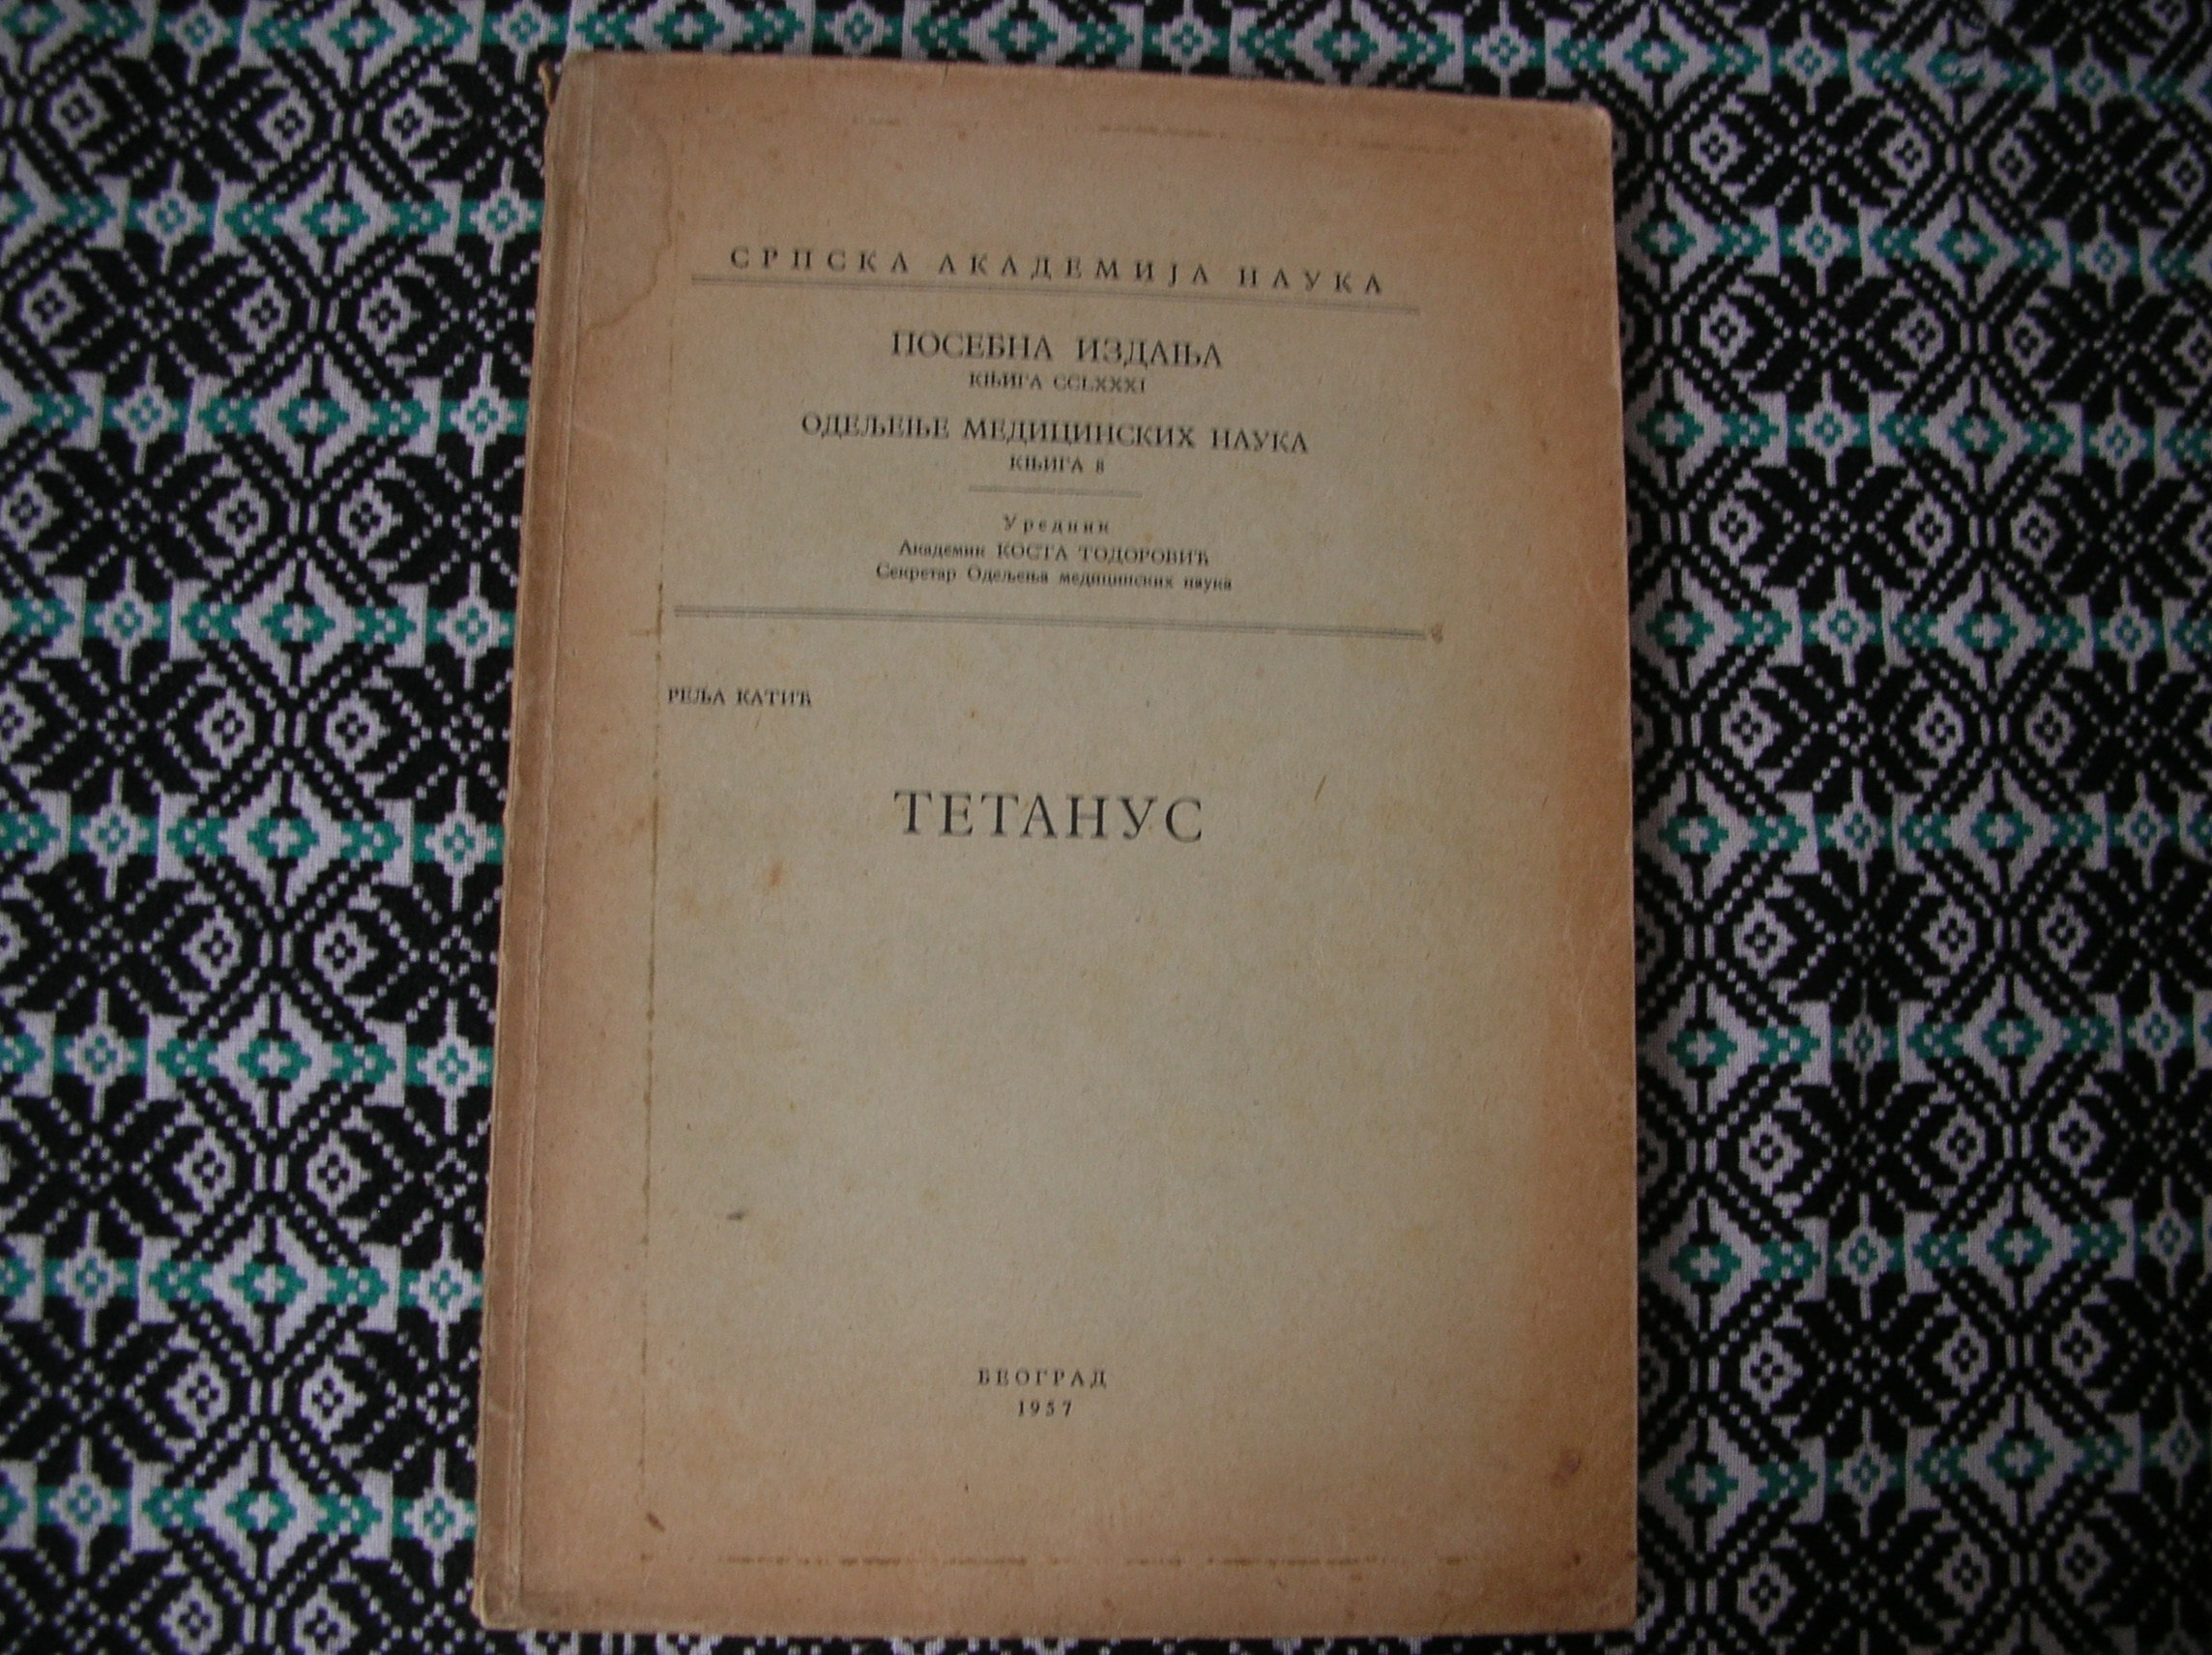 СРПСКА АКАДЕМИЈА НАУКА
ПОСЕБНА ИЗДАЊА
КЊИГА CCLXXXI
ОДЕЉЕЊЕ МЕДИЦИНСКИХ НАУКА
КЊИГА 8
Уредник
Академик КОСТА ТОДОРОВИЋ
Секретар Одељења медицинских наука
РЕЉА КАТИЋ
ТЕТАНУС
БЕОГРАД
1957